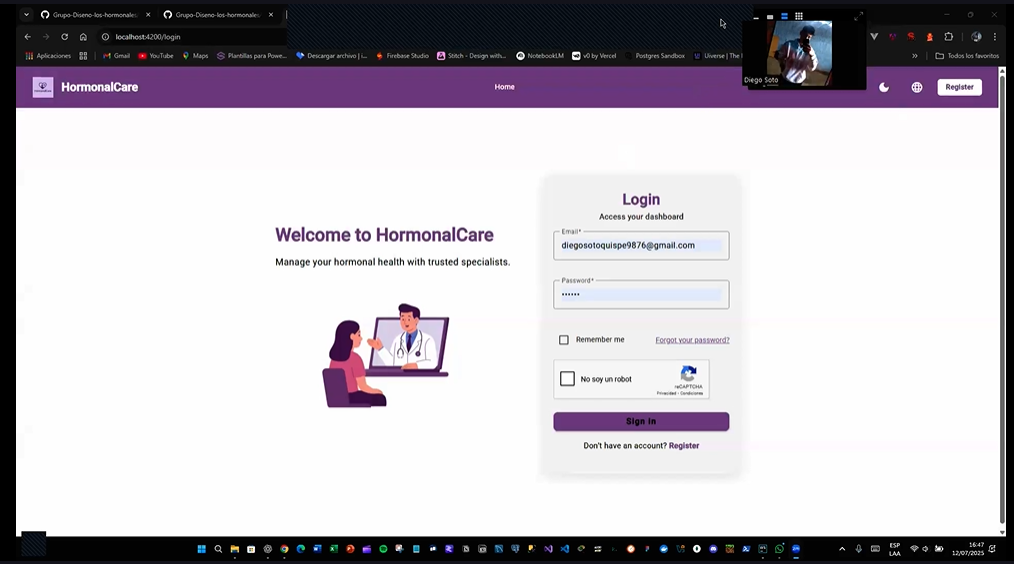 Grupo-Diseno-los-hormonales
Grupo-Diseno-los-hormonales
localhost:4200/login
Aplicaciones
Gmail
YouTube
Maps
Plantillas para Powe...
Descargar archivo | i...
Firebase Studio
Stitch - Design with...
NotebookLM
v0 by Vercel
Postgres Sandbox
Uiverse | The
Todos los favoritos
Diego Soto
HormonalCare
Home
Register
Welcome to HormonalCare
Manage your hormonal health with trusted specialists.
Login
Access your dashboard
Email*
diegosotoquispe9876@gmail.com
Password*
••••••
Remember me
Forgot your password?
No soy un robot
reCAPTCHA
Privacidad - Condiciones
Sign in
Don't have an account? Register
ESP
LAA
16:47
12/07/2025